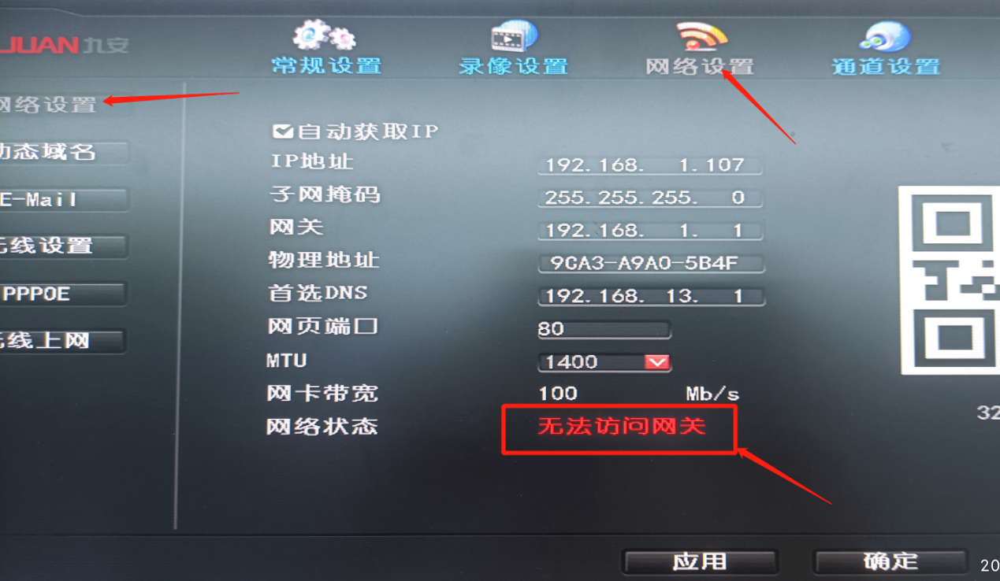 JUAN九安
常规设置
录像设置
网络设置
通道设置
网络设置
动态域名
E-Mail
无线设置
PPPOE
无线上网
自动获取IP
IP地址 192.168. 1.107
子网掩码 255.255.255. 0
网关 192.168. 1. 1
物理地址 9CA3-A9A0-5B4F
首选DNS 192.168. 13. 1
网页端口 80
MTU 1400
网卡带宽 100 Mb/s
网络状态 无法访问网关
32
应用
确定
20